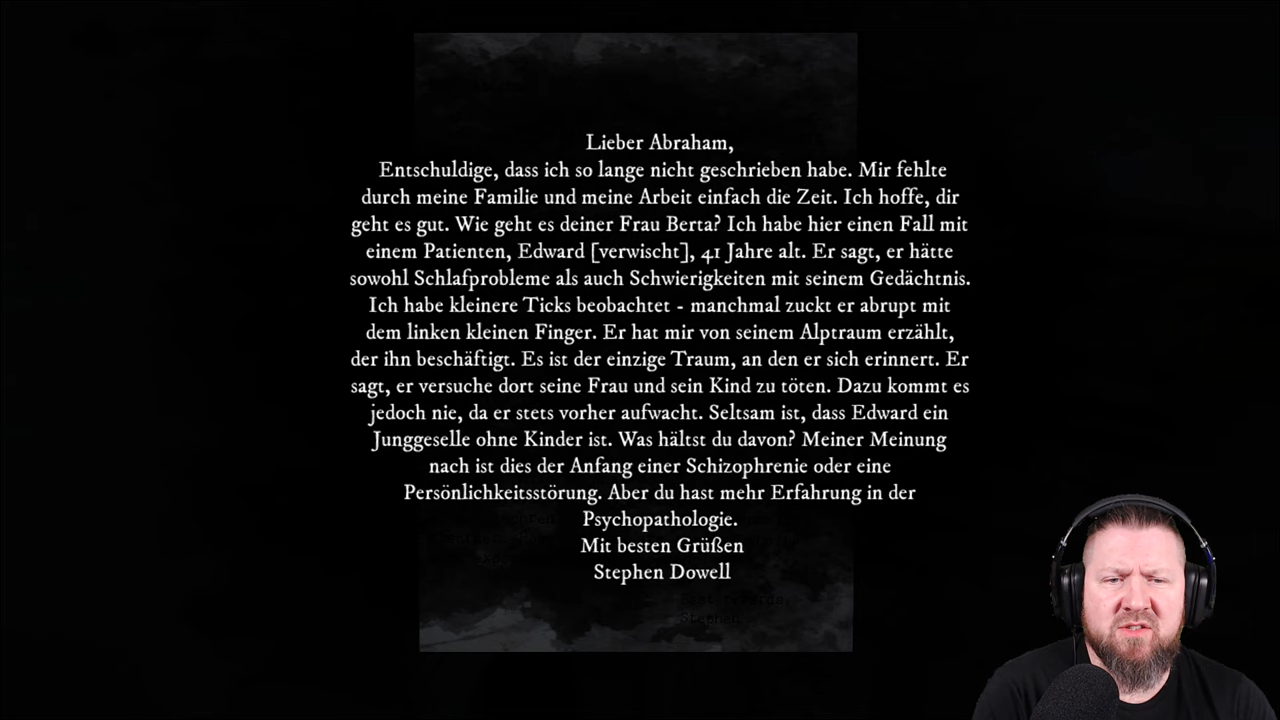 Lieber Abraham,
Entschuldige, dass ich so lange nicht geschrieben habe. Mir fehlte
durch meine Familie und meine Arbeit einfach die Zeit. Ich hoffe, dir
geht es gut. Wie geht es deiner Frau Berta? Ich habe hier einen Fall mit
einem Patienten, Edward [verwischt], 41 Jahre alt. Er sagt, er hätte
sowohl Schlafprobleme als auch Schwierigkeiten mit seinem Gedächtnis.
Ich habe kleinere Ticks beobachtet - manchmal zuckt er abrupt mit
dem linken kleinen Finger. Er hat mir von seinem Alptraum erzählt,
der ihn beschäftigt. Es ist der einzige Traum, an den er sich erinnert. Er
sagt, er versuche dort seine Frau und sein Kind zu töten. Dazu kommt es
jedoch nie, da er stets vorher aufwacht. Seltsam ist, dass Edward ein
Junggeselle ohne Kinder ist. Was hältst du davon? Meiner Meinung
nach ist dies der Anfang einer Schizophrenie oder eine
Persönlichkeitsstörung. Aber du hast mehr Erfahrung in der
Psychopathologie.
Mit besten Grüßen
Stephen Dowell
Stephen